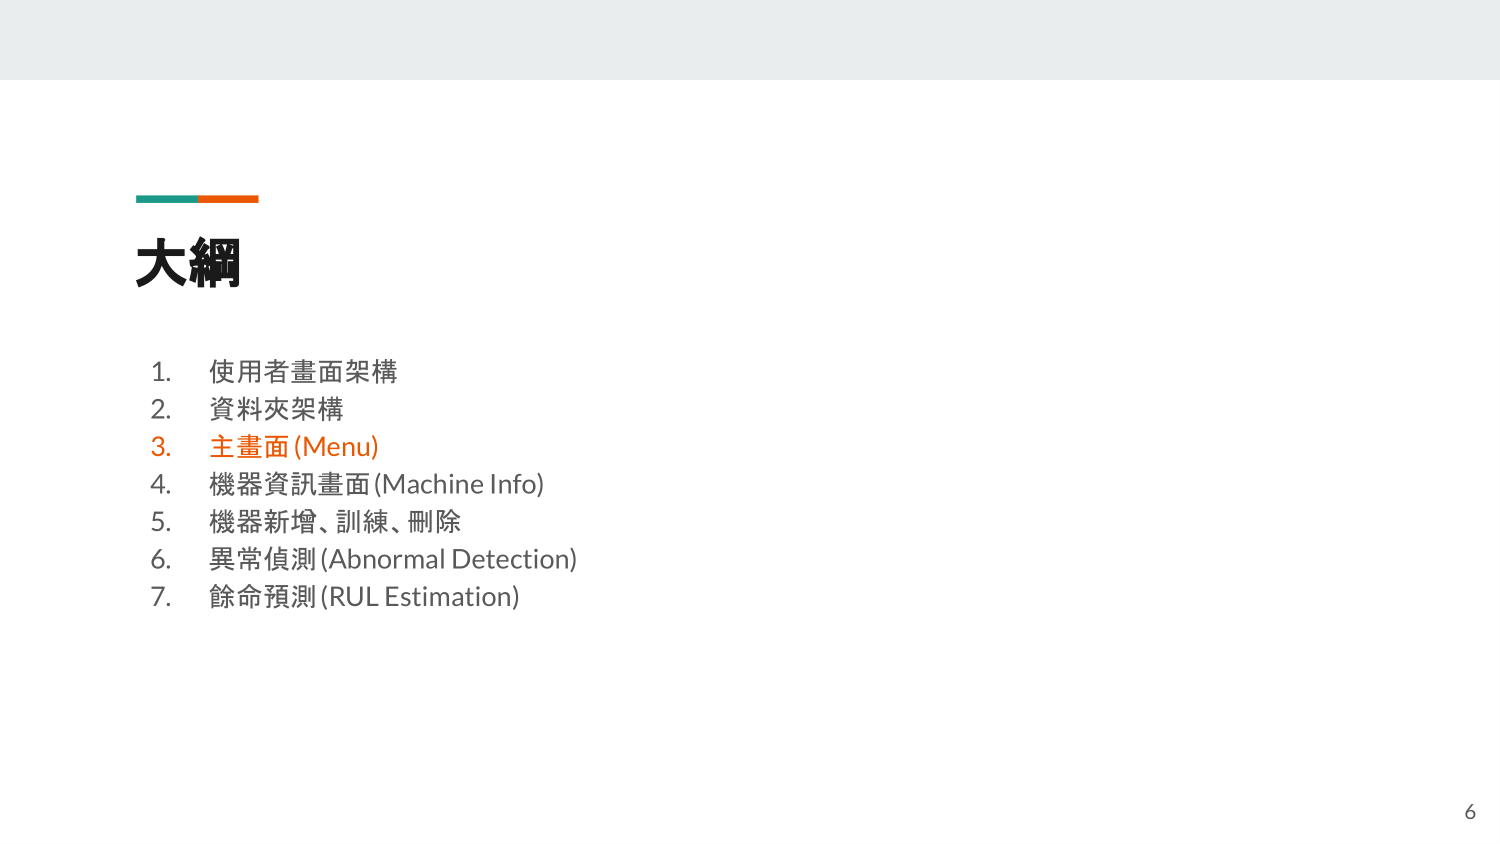 大綱
1. 使用者畫面架構
2. 資料夾架構
3. 主畫面(Menu)
4. 機器資訊畫面(Machine Info)
5. 機器新增、訓練、刪除
6. 異常偵測(Abnormal Detection)
7. 餘命預測(RUL Estimation)
6